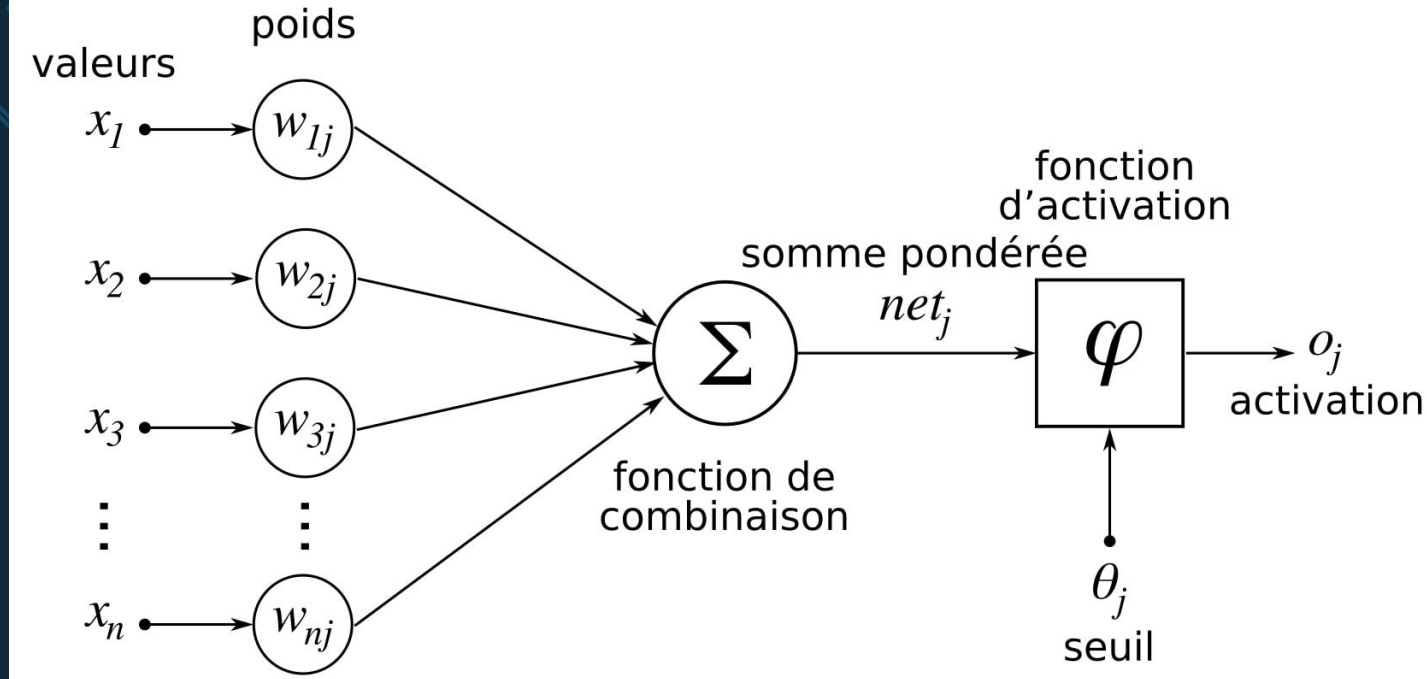 poids
valeurs
x1
w1j
x2
w2j
x3
w3j
⋮
⋮
xn
wnj
Σ
fonction de
combinaison
somme pondérée
netj
fonction
d’activation
φ
oj
activation
θj
seuil